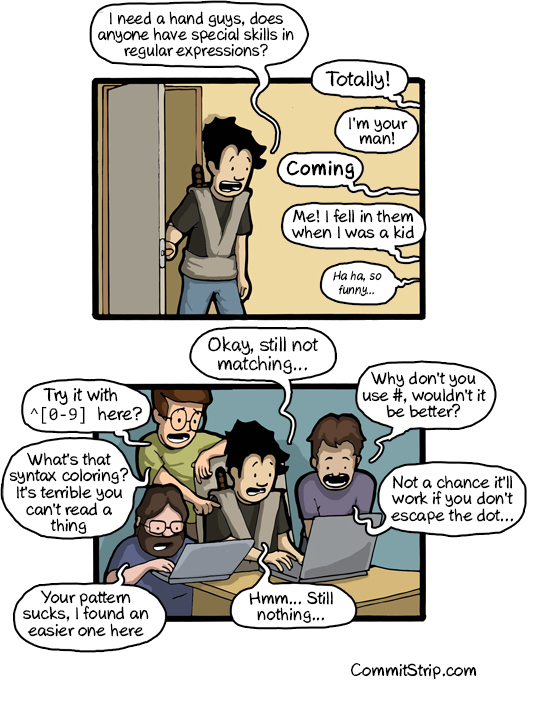 I need a hand guys, does
anyone have special skills in
regular expressions?
Totally!
I'm your
man!
Coming
Me! I fell in them
when I was a kid
Ha ha, so
funny...
Okay, still not
matching...
Try it with
^[0-9] here?
Why don't you
use #, wouldn't it
be better?
What's that
syntax coloring?
It's terrible you
can't read a
thing
Not a chance it'll
work if you don't
escape the dot...
Your pattern
sucks, I found an
easier one here
Hmm... Still
nothing...
CommitStrip.com